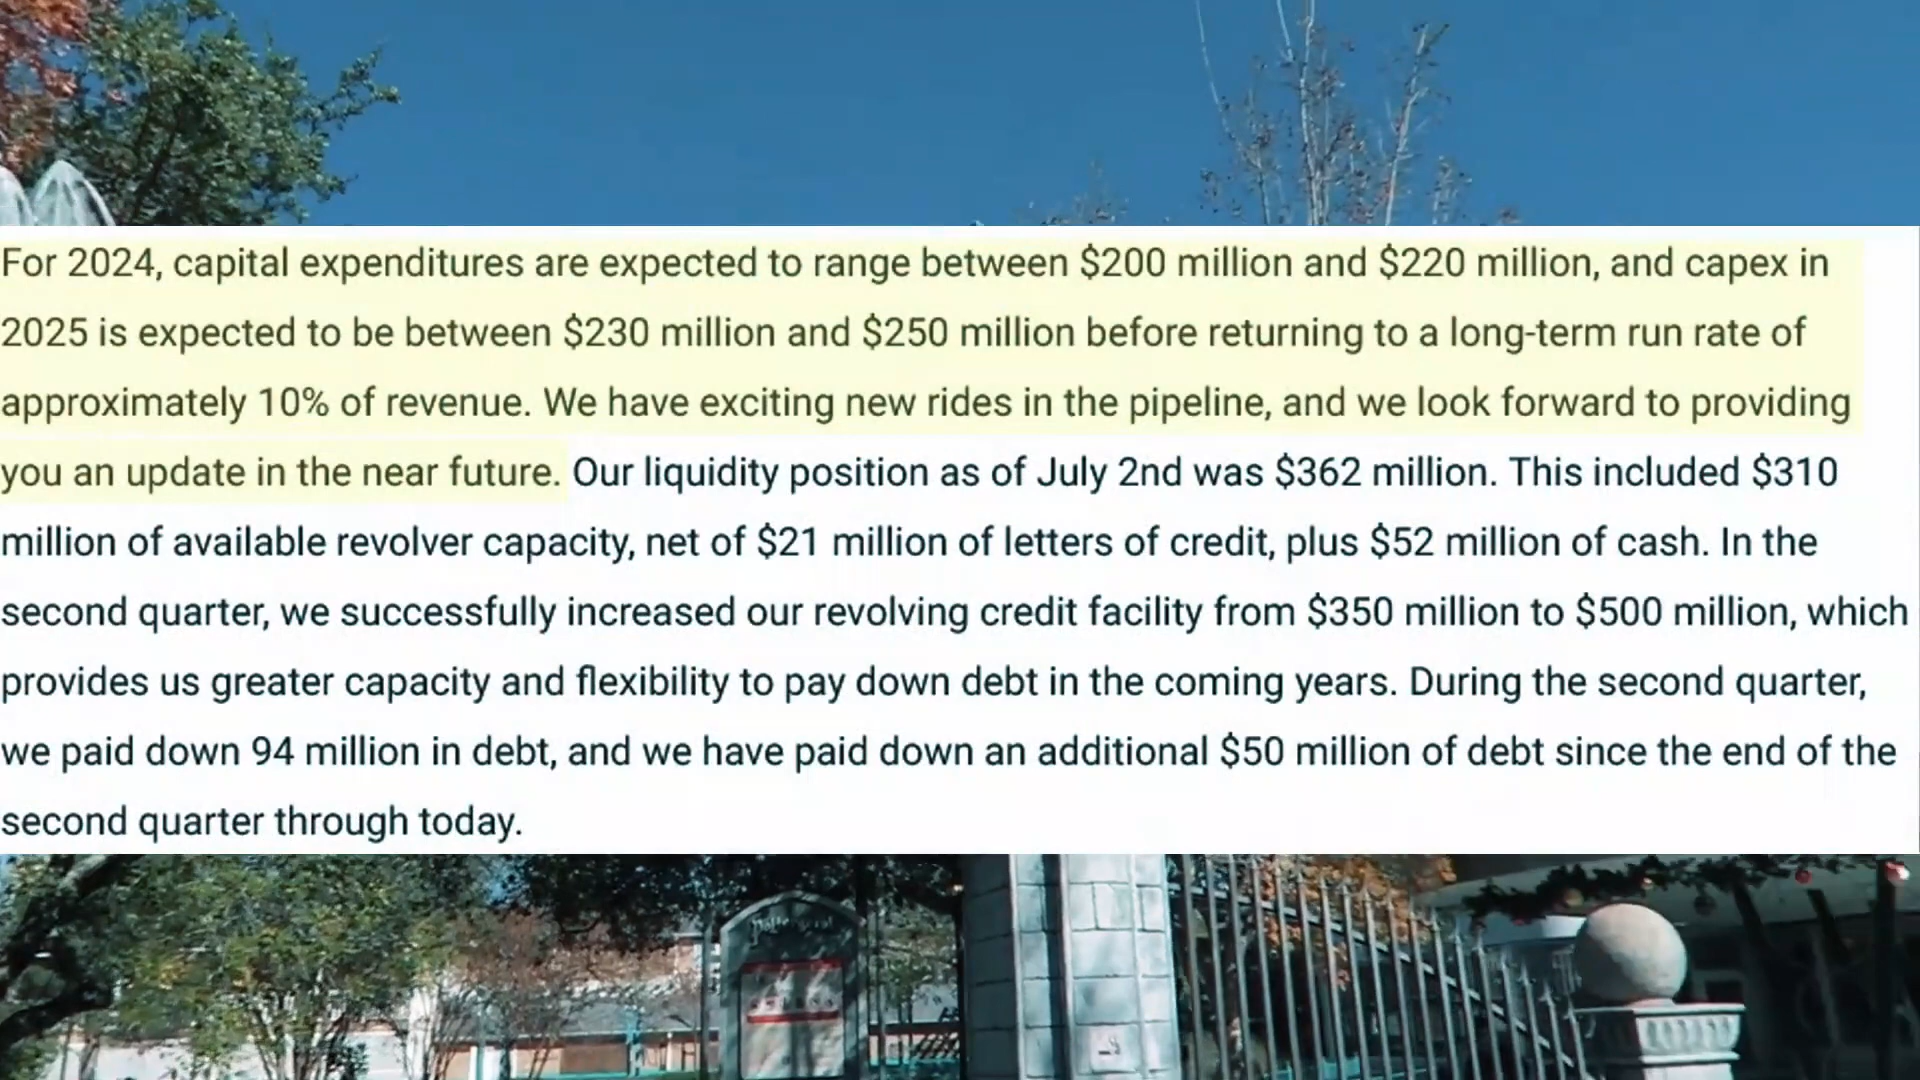 For 2024, capital expenditures are expected to range between $200 million and $220 million, and capex in
2025 is expected to be between $230 million and $250 million before returning to a long-term run rate of
approximately 10% of revenue. We have exciting new rides in the pipeline, and we look forward to providing
you an update in the near future. Our liquidity position as of July 2nd was $362 million. This included $310
million of available revolver capacity, net of $21 million of letters of credit, plus $52 million of cash. In the
second quarter, we successfully increased our revolving credit facility from $350 million to $500 million, which
provides us greater capacity and flexibility to pay down debt in the coming years. During the second quarter,
we paid down 94 million in debt, and we have paid down an additional $50 million of debt since the end of the
second quarter through today.